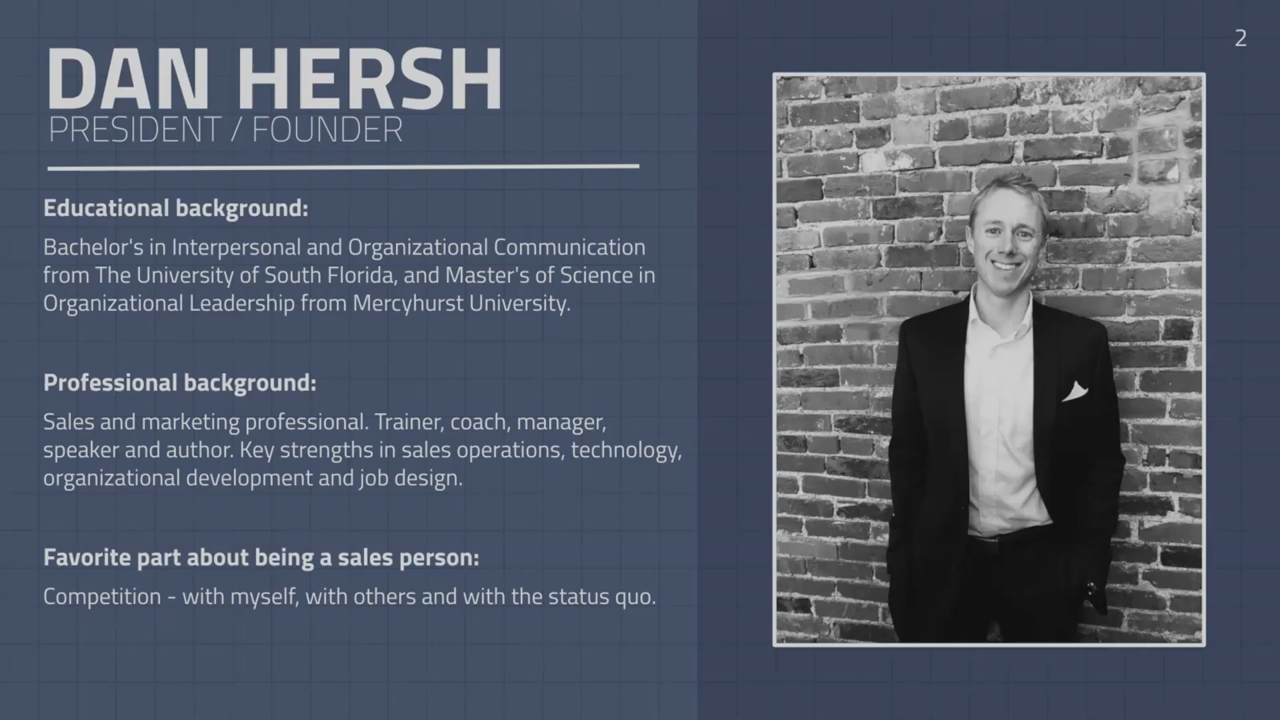 2
DAN HERSH
PRESIDENT / FOUNDER
Educational background:
Bachelor's in Interpersonal and Organizational Communication
from The University of South Florida, and Master's of Science in
Organizational Leadership from Mercyhurst University.
Professional background:
Sales and marketing professional. Trainer, coach, manager,
speaker and author. Key strengths in sales operations, technology,
organizational development and job design.
Favorite part about being a sales person:
Competition - with myself, with others and with the status quo.